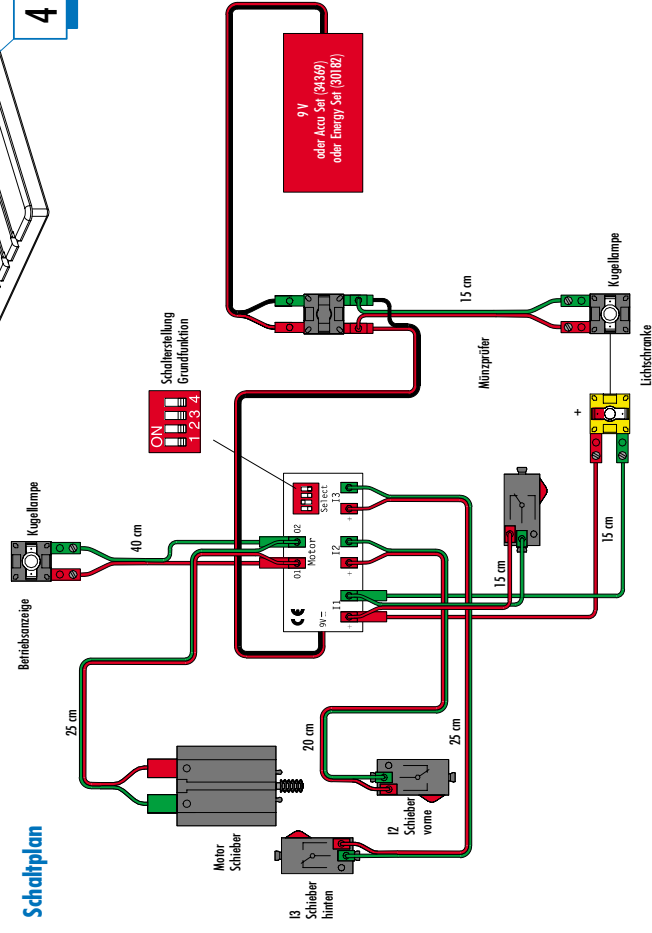 Schaltplan
4
9 V
oder Accu Set (34369)
oder Energy Set (30182)
Schalterstellung
Grundfunktion
ON
1 2 3 4
Betriebsanzeige
Kugellampe
40 cm
25 cm
Motor
Schieber
I3
Schieber
hinten
I2
Schieber
vorne
20 cm
25 cm
CE
9V =
+
I1
O1
O2
Motor
+
I2
Select
+
I3
15 cm
15 cm
15 cm
Münzprüfer
+
Lichtschranke
Kugellampe